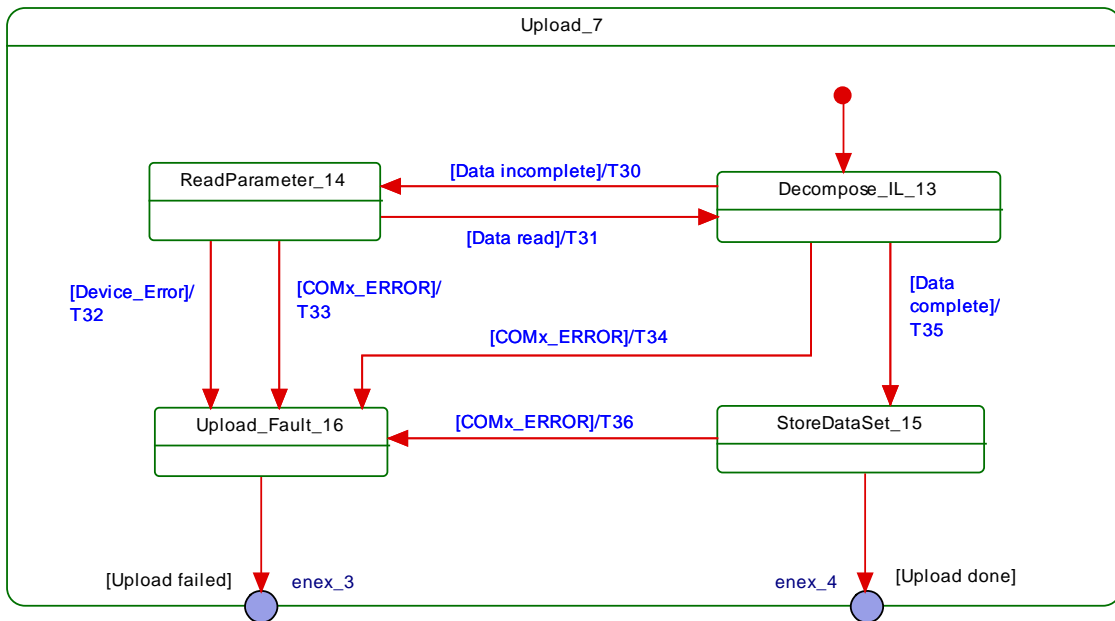 Upload_7
[Data incomplete]/T30
ReadParameter_14
Decompose_IL_13
[Data read]/T31
[Device_Error]/
T32
[COMx_ERROR]/
T33
[Data
complete]/
T35
[COMx_ERROR]/T34
Upload_Fault_16
[COMx_ERROR]/T36
StoreDataSet_15
[Upload failed]
enex_3
enex_4
[Upload done]